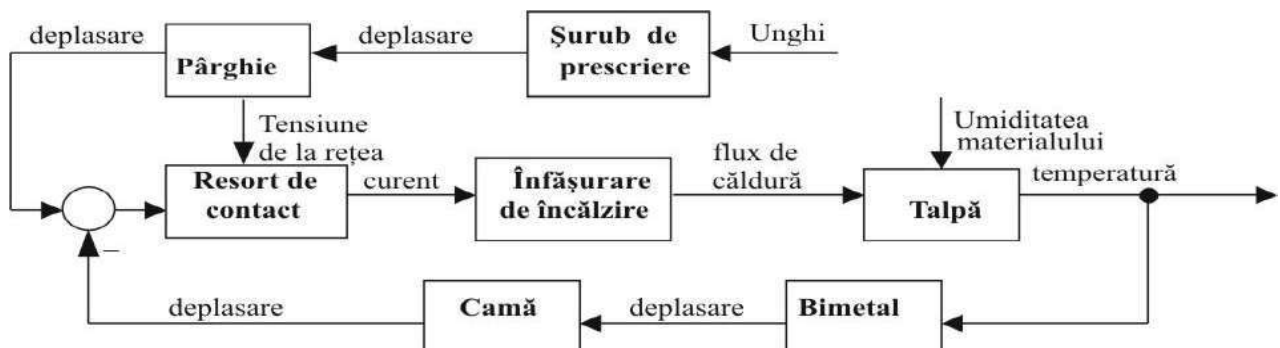 deplasare
Pârghie
deplasare
Şurub de
prescriere
Unghi
Tensiune
de la rețea
Umiditatea
materialului
Resort de
contact
curent
Înfăşurare
de încălzire
flux de
căldură
Talpă
temperatură
–
deplasare
Camă
deplasare
Bimetal